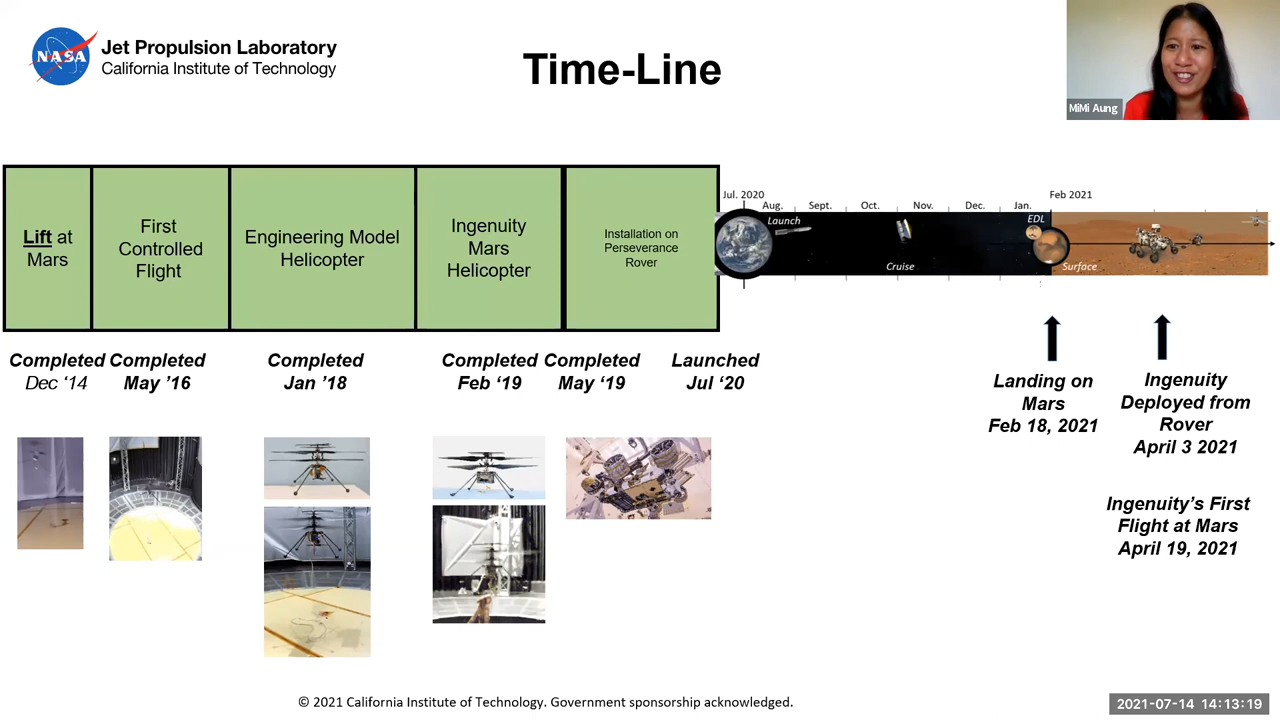 NASA
Jet Propulsion Laboratory
California Institute of Technology
Time-Line
MiMi Aung
Lift at
Mars
First
Controlled
Flight
Engineering Model
Helicopter
Ingenuity
Mars
Helicopter
Installation on
Perseverance
Rover
Jul. 2020
Aug.
Sept.
Oct.
Nov.
Dec.
Jan.
Feb 2021
Launch
Cruise
EDL
Surface
Completed
Dec ‘14
Completed
May ’16
Completed
Jan ’18
Completed
Feb ‘19
Completed
May ‘19
Launched
Jul ‘20
Landing on
Mars
Feb 18, 2021
Ingenuity
Deployed from
Rover
April 3 2021
Ingenuity’s First
Flight at Mars
April 19, 2021
© 2021 California Institute of Technology. Government sponsorship acknowledged.
2021-07-14 14:13:19